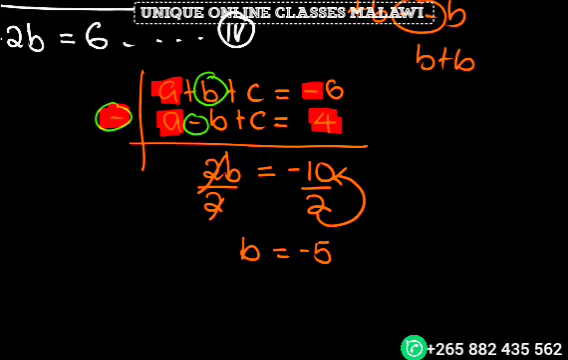 UNIQUE ONLINE CLASSES MALAWI
2b = 6 . . . . . (IV)
b+b
a+b+c = -6
- a-b+c = 4
2b = -10
2 2
b = -5
+265 882 435 562